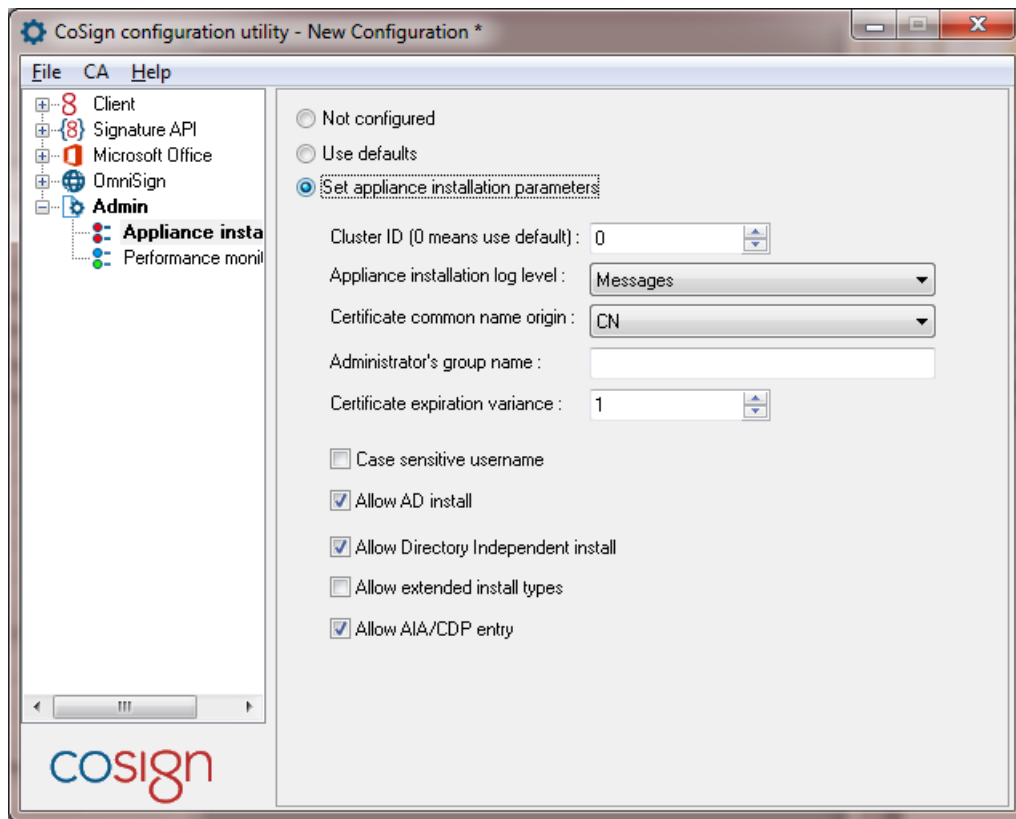 CoSign configuration utility - New Configuration *
File CA Help
Client
Signature API
Microsoft Office
OmniSign
Admin
Appliance insta
Performance moni
Not configured
Use defaults
Set appliance installation parameters
Cluster ID (0 means use default) : 0
Appliance installation log level : Messages
Certificate common name origin : CN
Administrator's group name :
Certificate expiration variance : 1
Case sensitive username
Allow AD install
Allow Directory Independent install
Allow extended install types
Allow AIA/CDP entry
cosign